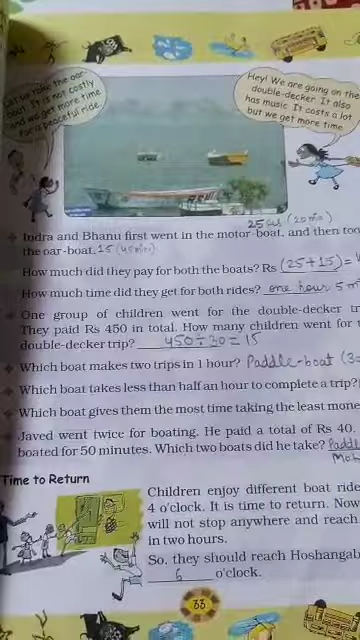 Let us take the oar-
boat. It is not costly
and we get more time
for a peaceful ride.
Hey! We are going on the
double-decker. It also
has music. It costs a lot
but we get more time
25 (20 min)
Indra and Bhanu first went in the motor-boat, and then too
the oar-boat. 15 (45 min)
How much did they pay for both the boats? Rs (25+15) =
How much time did they get for both rides? one hour 5 m
One group of children went for the double-decker tr
They paid Rs 450 in total. How many children went for t
double-decker trip? 450÷30=15
Which boat makes two trips in 1 hour? Paddle-boat (3
Which boat takes less than half an hour to complete a trip?
Which boat gives them the most time taking the least mone
Javed went twice for boating. He paid a total of Rs 40.
boated for 50 minutes. Which two boats did he take? Paddl
Mot
Time to Return
Children enjoy different boat ride
4 o'clock. It is time to return. Now
will not stop anywhere and reach
in two hours.
So, they should reach Hoshangab
6 o'clock.
33